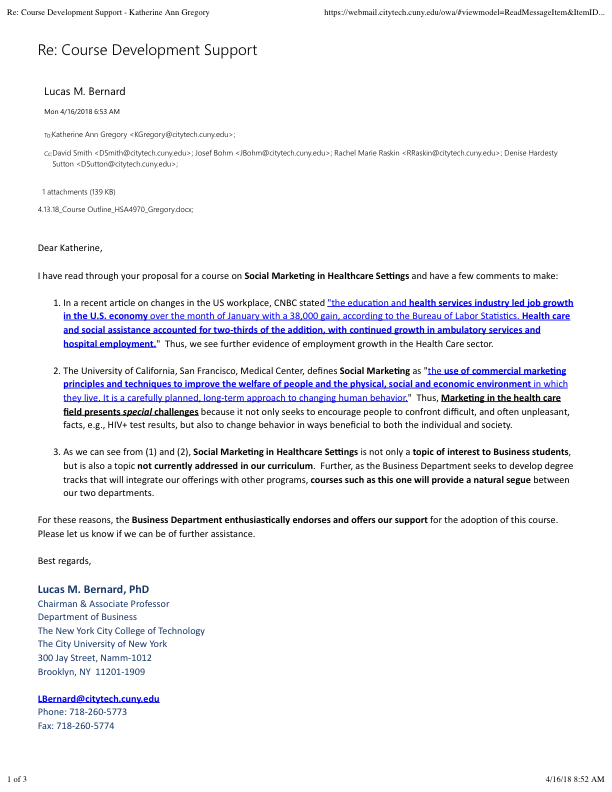 Re: Course Development Support - Katherine Ann Gregory
https://webmail.citytech.cuny.edu/owa/#viewmodel=ReadMessageItem&ItemID...
Re: Course Development Support
Lucas M. Bernard
Mon 4/16/2018 6:53 AM
To:Katherine Ann Gregory <KGregory@citytech.cuny.edu>;
Cc:David Smith <DSmith@citytech.cuny.edu>; Josef Bohm <JBohm@citytech.cuny.edu>; Rachel Marie Raskin <RRaskin@citytech.cuny.edu>; Denise Hardesty
Sutton <DSutton@citytech.cuny.edu>;
1 attachments (139 KB)
4.13.18_Course Outline_HSA4970_Gregory.docx;
Dear Katherine,
I have read through your proposal for a course on Social Marketing in Healthcare Settings and have a few comments to make:
1. In a recent article on changes in the US workplace, CNBC stated "the education and health services industry led job growth
in the U.S. economy over the month of January with a 38,000 gain, according to the Bureau of Labor Statistics. Health care
and social assistance accounted for two-thirds of the addition, with continued growth in ambulatory services and
hospital employment." Thus, we see further evidence of employment growth in the Health Care sector.
2. The University of California, San Francisco, Medical Center, defines Social Marketing as "the use of commercial marketing
principles and techniques to improve the welfare of people and the physical, social and economic environment in which
they live. It is a carefully planned, long-term approach to changing human behavior." Thus, Marketing in the health care
field presents special challenges because it not only seeks to encourage people to confront difficult, and often unpleasant,
facts, e.g., HIV+ test results, but also to change behavior in ways beneficial to both the individual and society.
3. As we can see from (1) and (2), Social Marketing in Healthcare Settings is not only a topic of interest to Business students,
but is also a topic not currently addressed in our curriculum. Further, as the Business Department seeks to develop degree
tracks that will integrate our offerings with other programs, courses such as this one will provide a natural segue between
our two departments.
For these reasons, the Business Department enthusiastically endorses and offers our support for the adoption of this course.
Please let us know if we can be of further assistance.
Best regards,
Lucas M. Bernard, PhD
Chairman & Associate Professor
Department of Business
The New York City College of Technology
The City University of New York
300 Jay Street, Namm-1012
Brooklyn, NY 11201-1909
LBernard@citytech.cuny.edu
Phone: 718-260-5773
Fax: 718-260-5774
1 of 3
4/16/18 8:52 AM